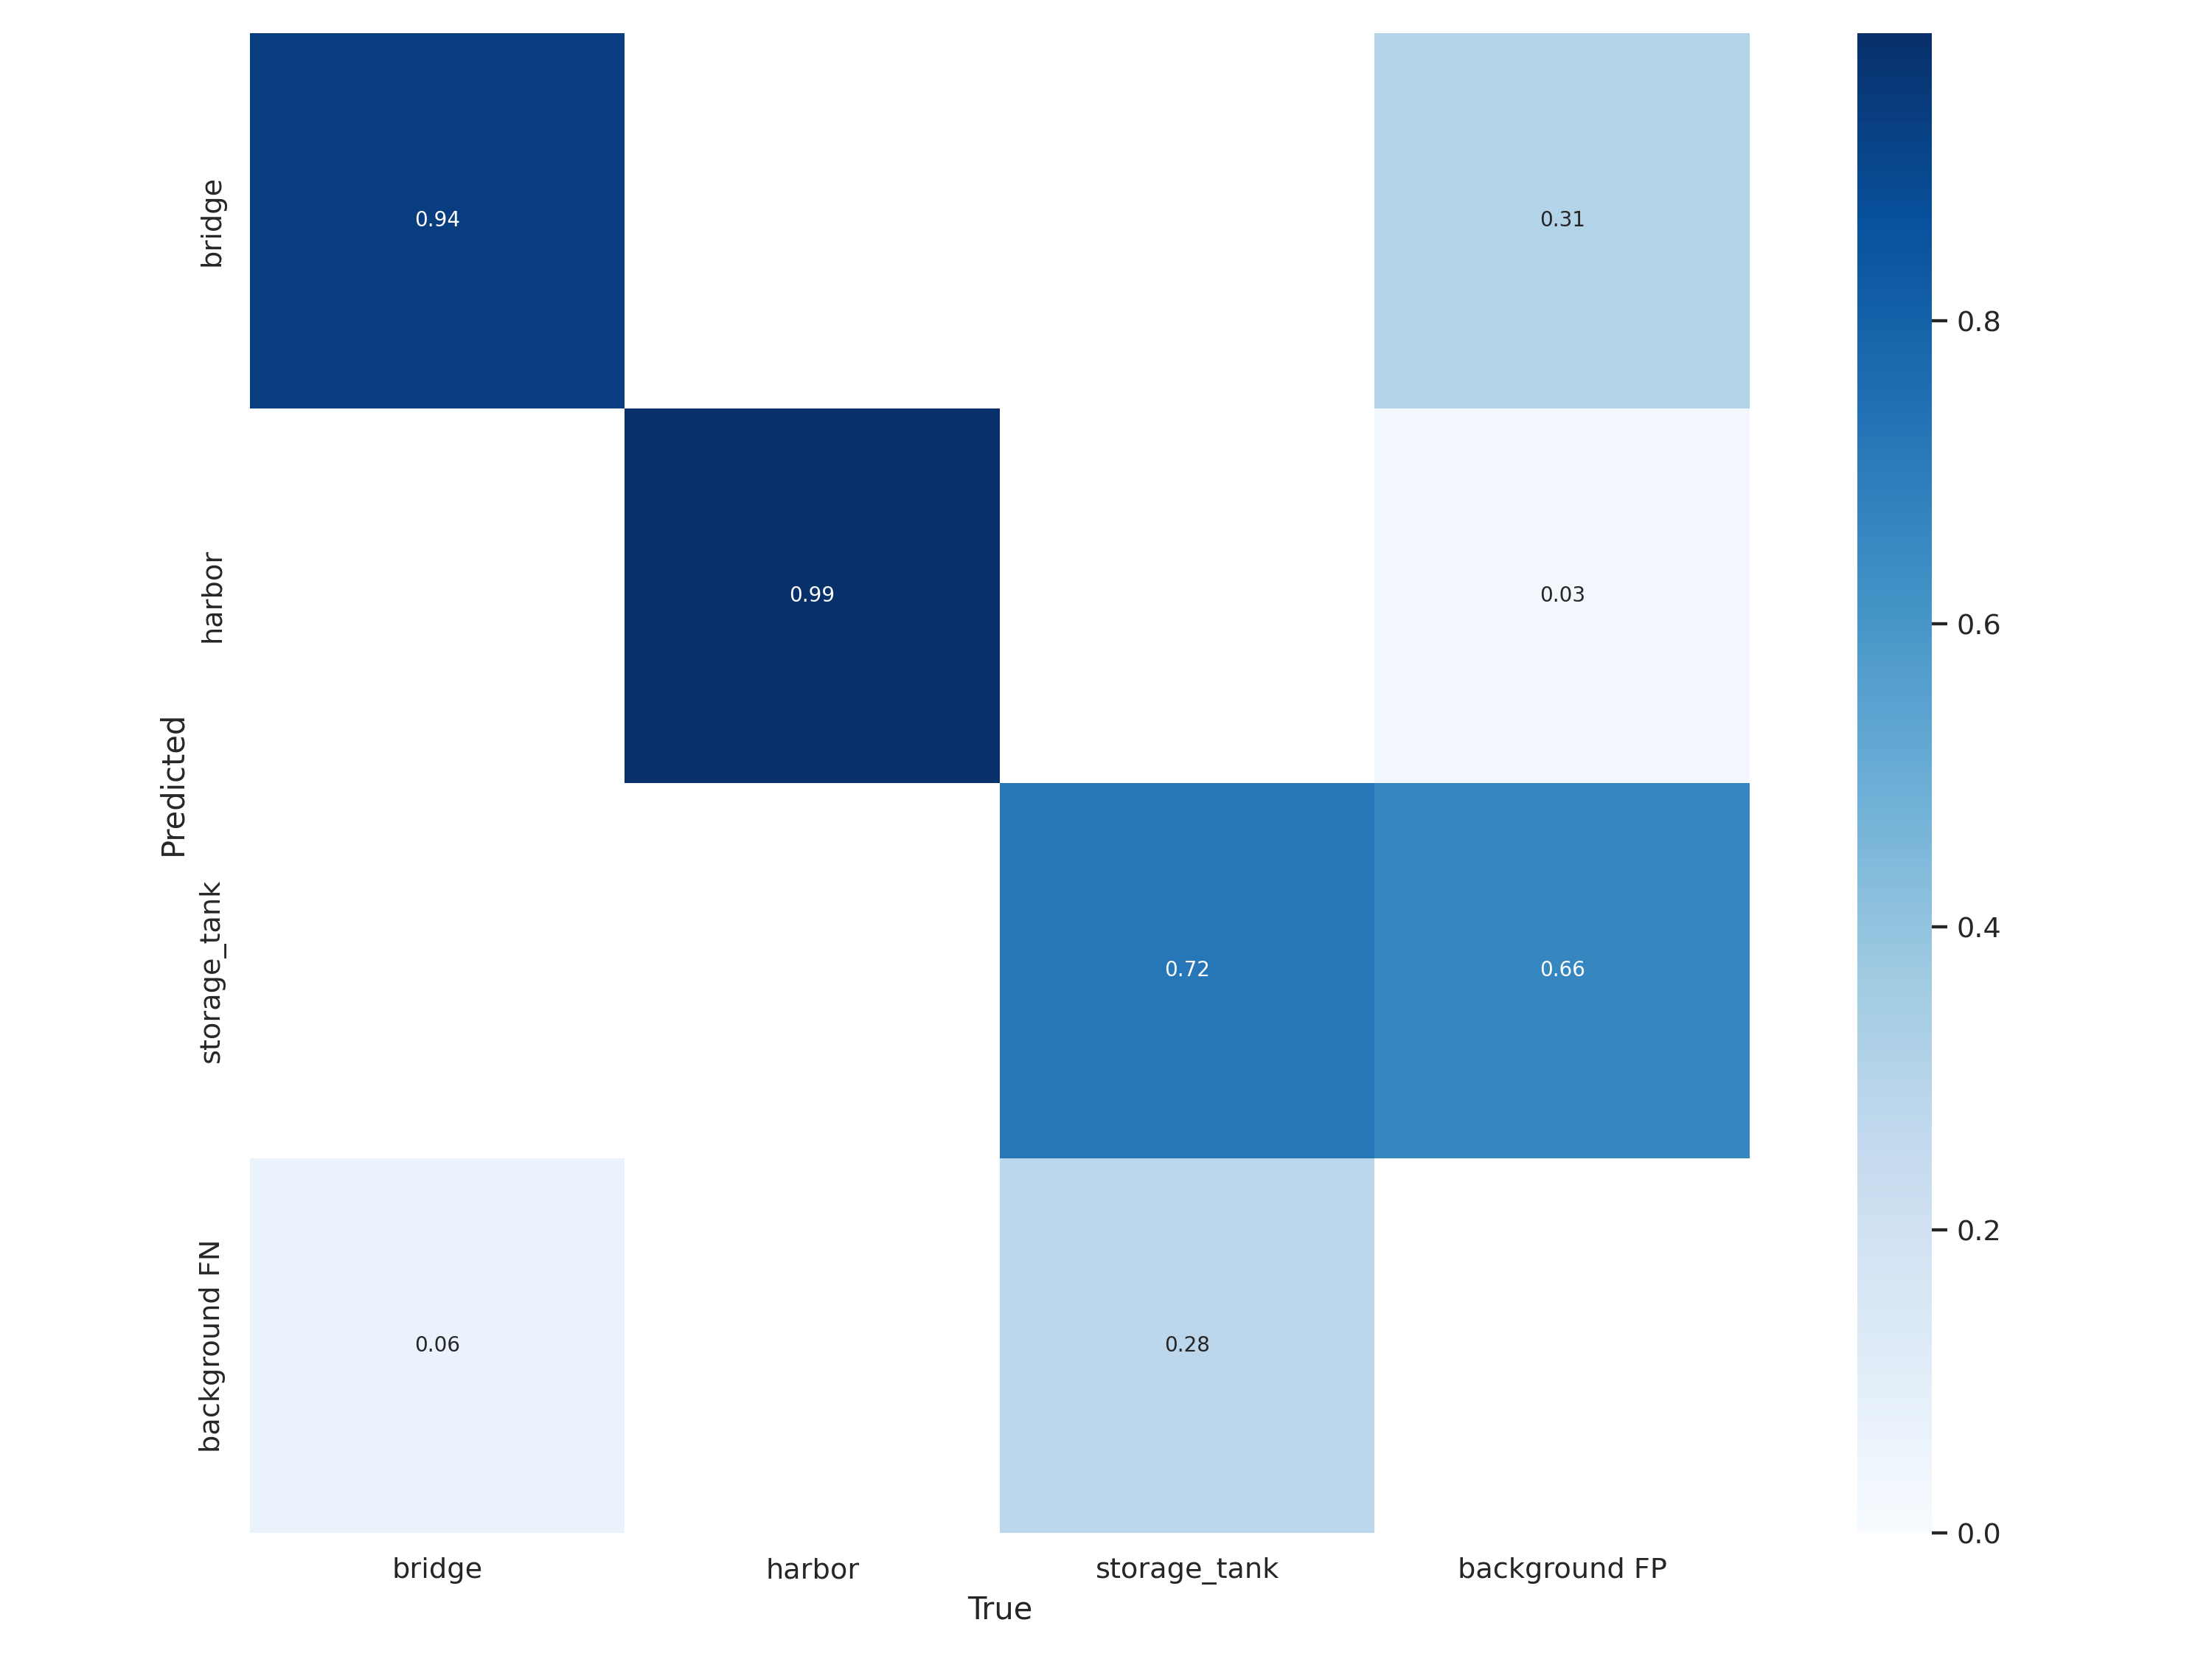 bridge
0.94
0.31
0.8
harbor
0.99
0.03
0.6
Predicted
storage_tank
0.72
0.66
0.4
background FN
0.06
0.28
0.2
0.0
bridge
harbor
storage_tank
background FP
True